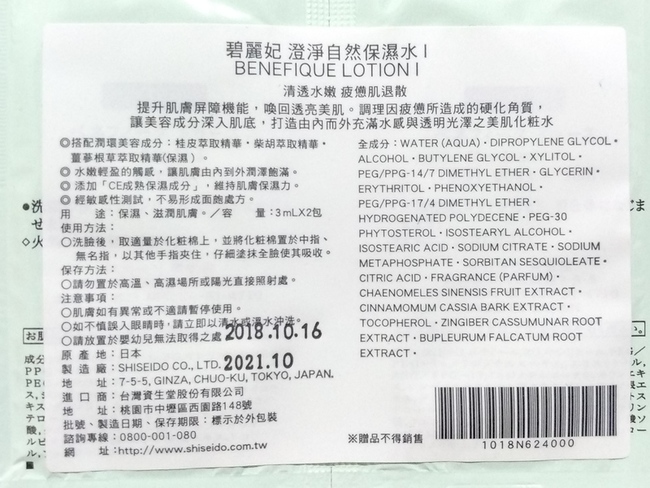 碧麗妃 澄淨自然保濕水 I
BENEFIQUE LOTION I
清透水嫩 疲憊肌退散
提升肌膚屏障機能，喚回透亮美肌。調理因疲憊所造成的硬化角質，
讓美容成分深入肌底，打造由內而外充滿水感與透明光澤之美肌化粧水
◎搭配潤環美容成分：桂皮萃取精華・柴胡萃取精華・
薑蔘根萃取精華(保濕)。
◎水嫩輕盈的觸感，讓肌膚由內到外潤澤飽滿。
◎添加「CE成熟保濕成分」，維持肌膚保濕力。
◎經敏感性測試，不易形成面皰處方。
用 途：保濕、滋潤肌膚。／容 量：3mLX2包
使用方法：
○洗臉後，取適量於化粧棉上，並將化粧棉置於中指、
無名指，以其他手指夾住，仔細塗抹全臉使其吸收。
保存方法：
○請勿置於高溫、高濕場所或陽光直接照射處。
注意事項：
○肌膚如有異常或不適請暫停使用。
○如不慎誤入眼睛時，請立即以清水或溫水沖洗。
○請放置於嬰幼兒無法取得之處
2018.10.16
原 產 地：日本
製 造 廠：SHISEIDO CO., LTD.
2021.10
地 址：7-5-5, GINZA, CHUO-KU, TOKYO, JAPAN.
進 口 商：台灣資生堂股份有限公司
地 址：桃園市中壢區西園路148號
批號、製造日期、保存期限：標示於外包裝
諮詢專線：0800-001-080
網 址：http://www.shiseido.com.tw
全成分：WATER (AQUA)・DIPROPYLENE GLYCOL・
ALCOHOL・BUTYLENE GLYCOL・XYLITOL・
PEG/PPG-14/7 DIMETHYL ETHER・GLYCERIN・
ERYTHRITOL・PHENOXYETHANOL・
PEG/PPG-17/4 DIMETHYL ETHER・
HYDROGENATED POLYDECENE・PEG-30
PHYTOSTEROL・ISOSTEARYL ALCOHOL・
ISOSTEARIC ACID・SODIUM CITRATE・SODIUM
METAPHOSPHATE・SORBITAN SESQUIOLEATE・
CITRIC ACID・FRAGRANCE (PARFUM)・
CHAENOMELES SINENSIS FRUIT EXTRACT・
CINNAMOMUM CASSIA BARK EXTRACT・
TOCOPHEROL・ZINGIBER CASSUMUNAR ROOT
EXTRACT・BUPLEURUM FALCATUM ROOT
EXTRACT・
※贈品不得銷售
1018N624000